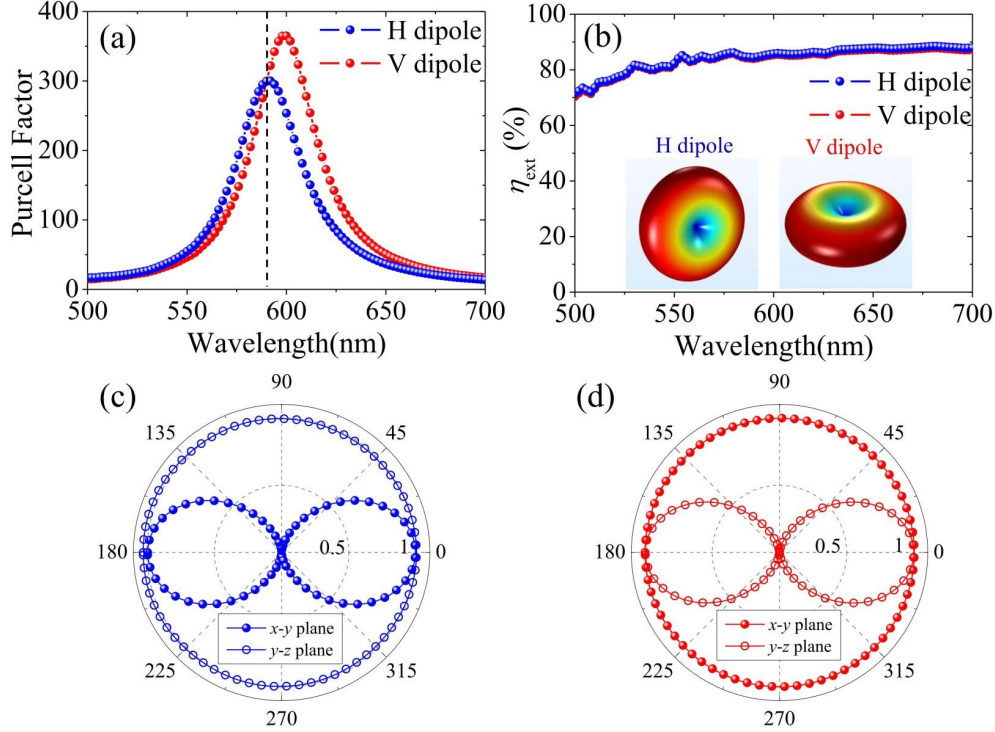 (a)
H dipole
V dipole
Purcell Factor
400
300
200
100
0
500
550
600
650
700
Wavelength(nm)
(b)
H dipole
V dipole
H dipole
V dipole
ηext (%)
100
80
60
40
20
0
500
550
600
650
700
Wavelength(nm)
(c)
90
135
45
180
0.5
1
0
x-y plane
y-z plane
225
315
270
(d)
90
135
45
180
0.5
1
0
x-y plane
y-z plane
225
315
270